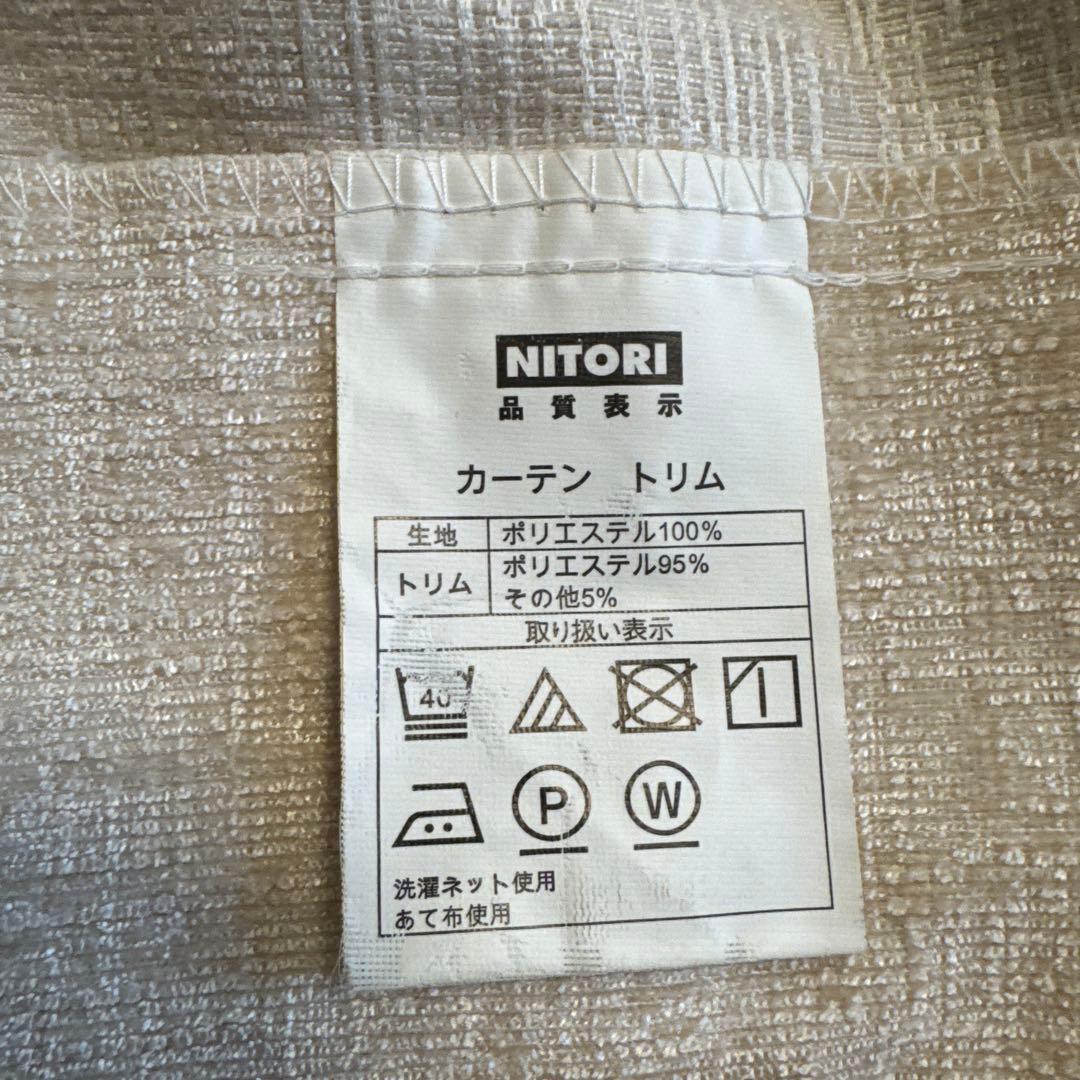 NITORI
品質表示
カーテン トリム
生地 ポリエステル100%
トリム ポリエステル95%
その他5%
取り扱い表示
40
P W
洗濯ネット使用
あて布使用